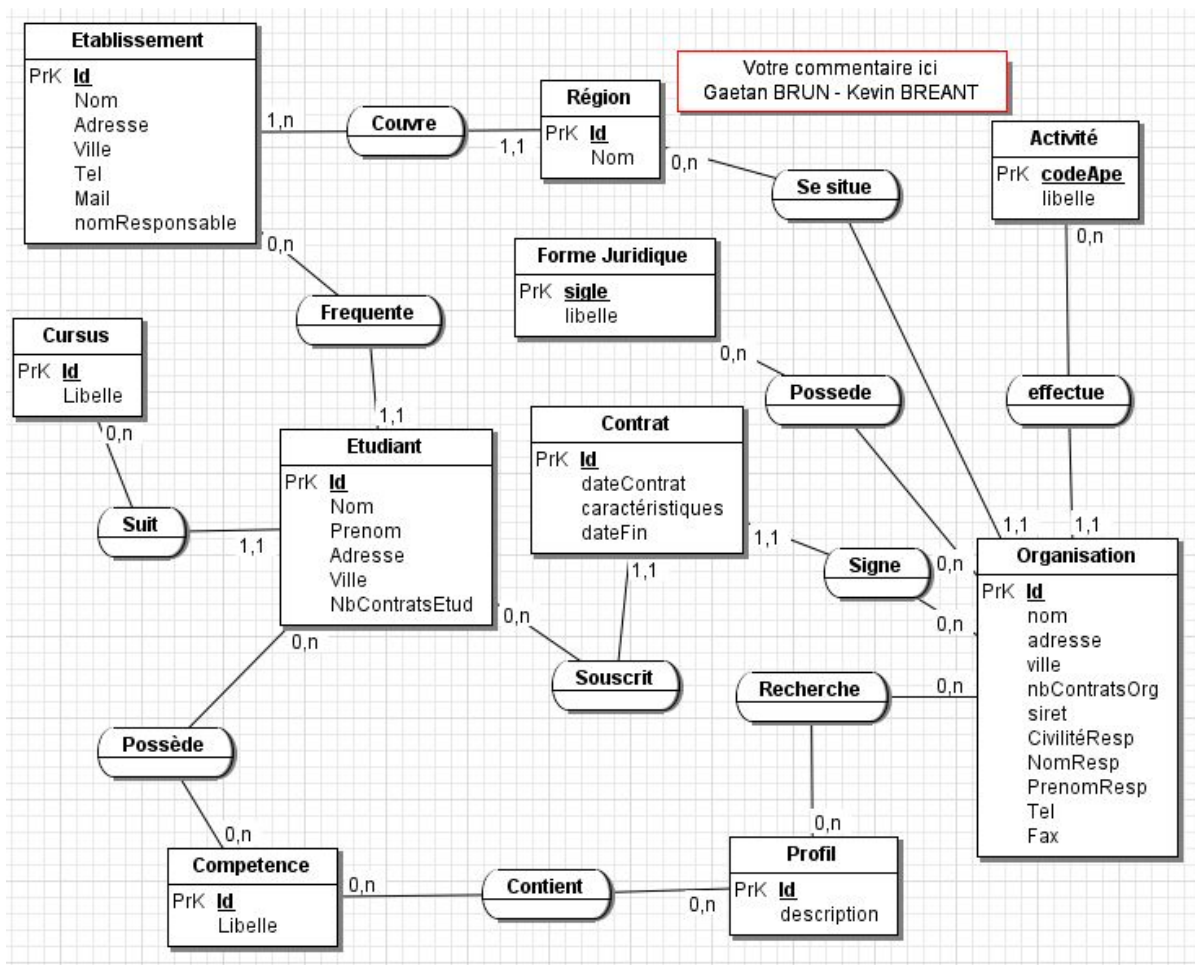 Etablissement
PrK Id
Nom
Adresse
Ville
Tel
Mail
nomResponsable
1,n
Couvre
1,1
Région
PrK Id
Nom
Votre commentaire ici
Gaetan BRUN - Kevin BREANT
0,n
Se situe
Activité
PrK codeApe
libelle
0,n
0,n
Frequente
1,1
Forme Juridique
PrK sigle
libelle
0,n
Possede
effectue
Cursus
PrK Id
Libelle
0,n
Suit
1,1
Etudiant
PrK Id
Nom
Prenom
Adresse
Ville
NbContratsEtud
Contrat
PrK Id
dateContrat
caractéristiques
dateFin
1,1
1,1
Signe
0,n
0,n
1,1
1,1
Organisation
PrK Id
nom
adresse
ville
nbContratsOrg
siret
CivilitéResp
NomResp
PrenomResp
Tel
Fax
0,n
Souscrit
Recherche
0,n
0,n
0,n
Possède
0,n
Competence
PrK Id
Libelle
0,n
Contient
0,n
Profil
PrK Id
description